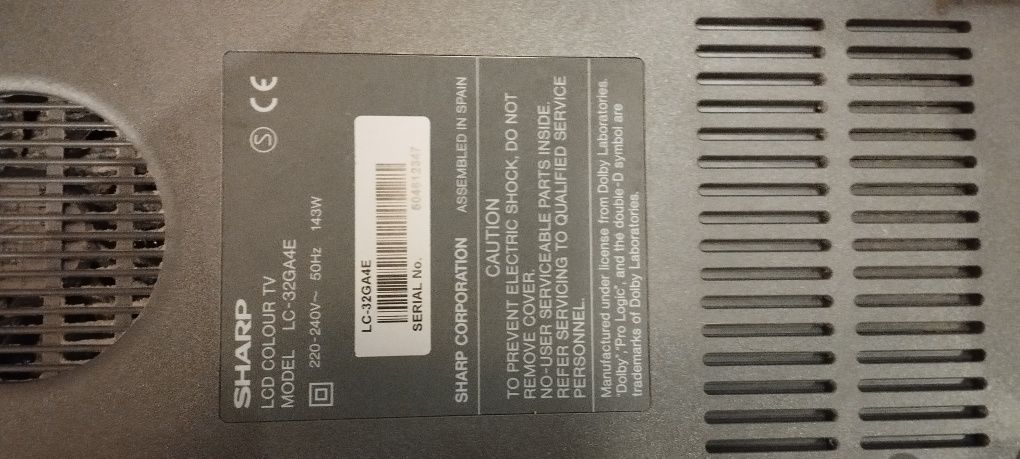 SHARP
LCD COLOUR TV
MODEL LC-32GA4E
220-240V~ 50Hz 143W
S CE
LC-32GA4E
SERIAL No. 504612347
SHARP CORPORATION ASSEMBLED IN SPAIN
CAUTION
TO PREVENT ELECTRIC SHOCK, DO NOT
REMOVE COVER.
NO-USER SERVICEABLE PARTS INSIDE.
REFER SERVICING TO QUALIFIED SERVICE
PERSONNEL.
Manufactured under license from Dolby Laboratories.
"Dolby", "Pro Logic", and the double-D symbol are
trademarks of Dolby Laboratories.